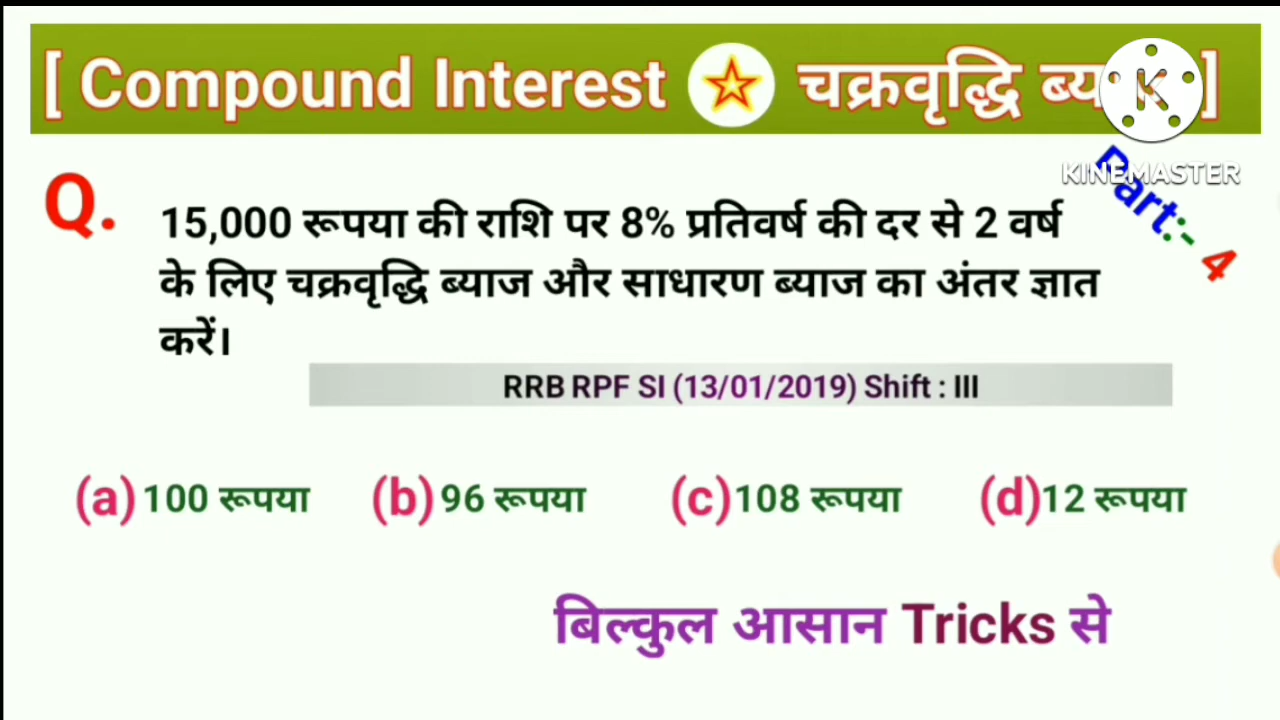 [ Compound Interest चक्रवृद्धि ]
KINEMASTER
Part:- 4
Q. 15,000 रूपया की राशि पर 8% प्रतिवर्ष की दर से 2 वर्ष
के लिए चक्रवृद्धि ब्याज और साधारण ब्याज का अंतर ज्ञात
करें।
RRB RPF SI (13/01/2019) Shift : III
(a) 100 रूपया (b) 96 रूपया (c) 108 रूपया (d) 12 रूपया
बिल्कुल आसान Tricks से